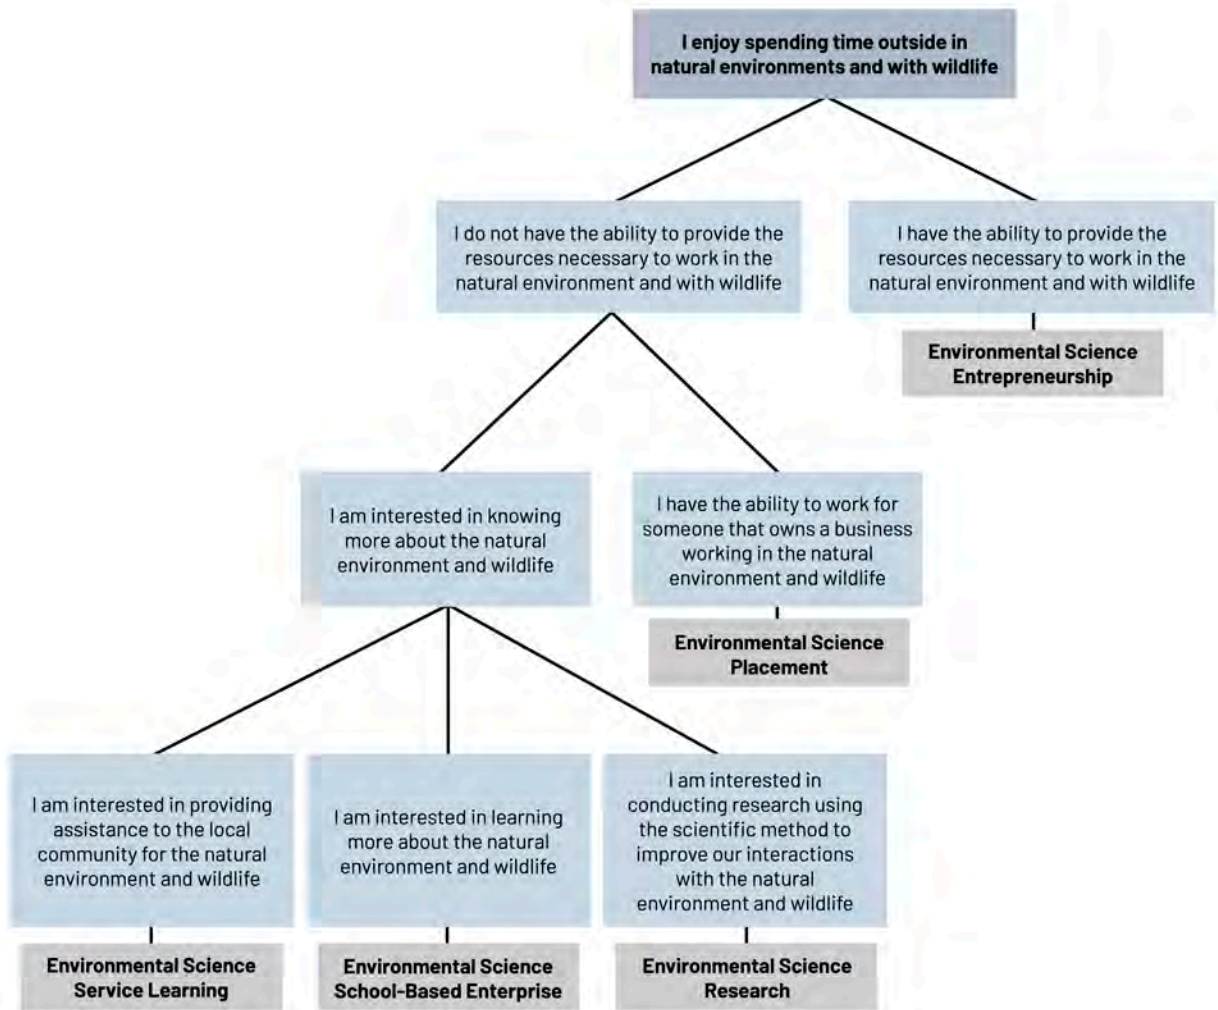 I enjoy spending time outside in
natural environments and with wildlife
I do not have the ability to provide the
resources necessary to work in the
natural environment and with wildlife
I have the ability to provide the
resources necessary to work in the
natural environment and with wildlife
Environmental Science
Entrepreneurship
I am interested in knowing
more about the natural
environment and wildlife
I have the ability to work for
someone that owns a business
working in the natural
environment and wildlife
Environmental Science
Placement
I am interested in providing
assistance to the local
community for the natural
environment and wildlife
I am interested in learning
more about the natural
environment and wildlife
I am interested in
conducting research using
the scientific method to
improve our interactions
with the natural
environment and wildlife
Environmental Science
Service Learning
Environmental Science
School-Based Enterprise
Environmental Science
Research